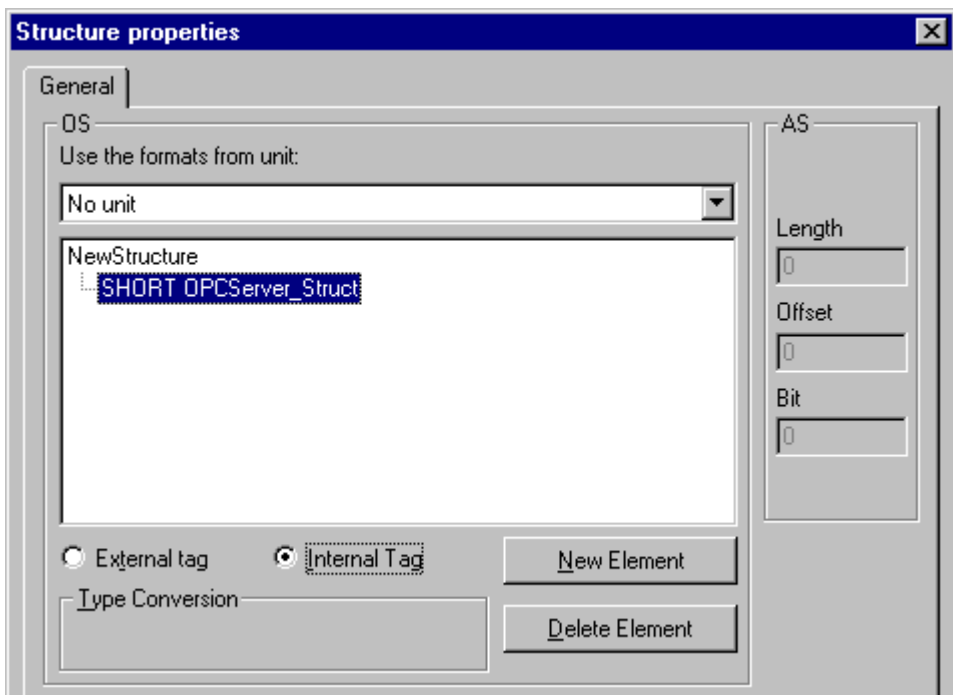 Structure properties
General
OS
Use the formats from unit:
No unit
NewStructure
SHORT OPCServer_Struct
External tag
Internal Tag
New Element
Type Conversion
Delete Element
AS
Length
0
Offset
0
Bit
0